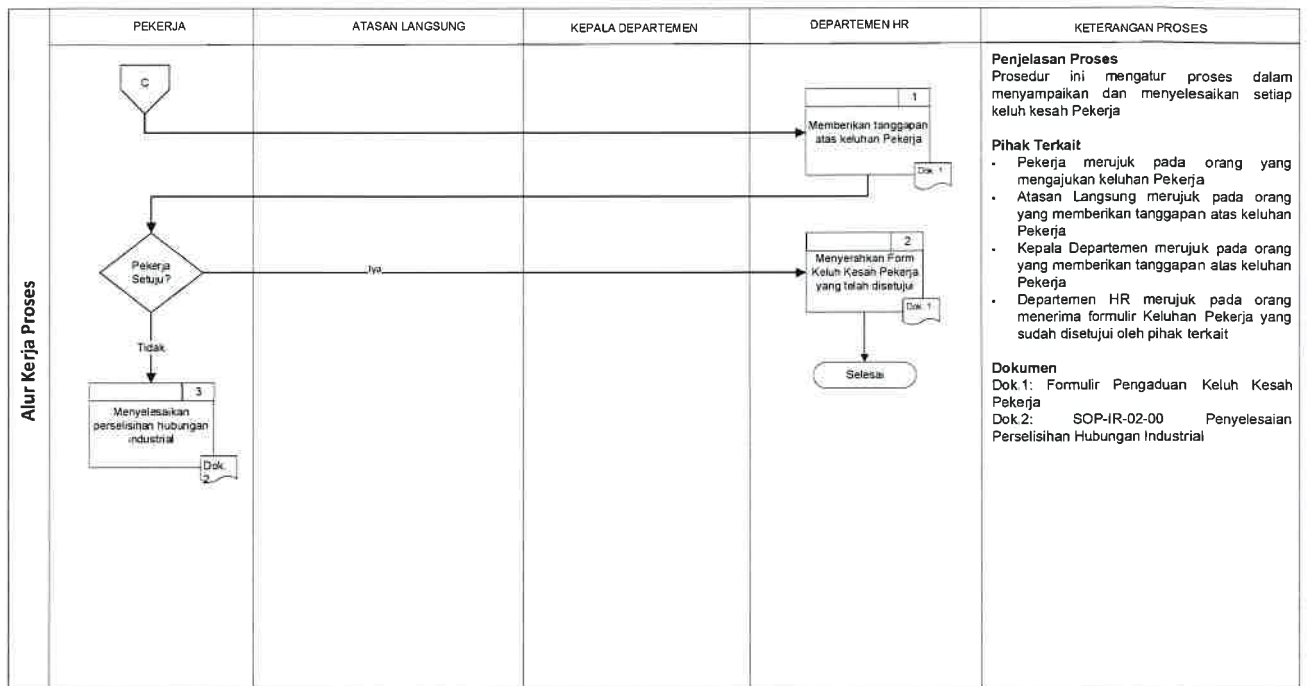 PEKERJA
ATASAN LANGSUNG
KEPALA DEPARTEMEN
DEPARTEMEN HR
KETERANGAN PROSES
Alur Kerja Proses
C
1
Memberikan tanggapan
atas keluhan Pekerja
Dok. 1
Pekerja
Setuju?
Iya
2
Menyerahkan Form
Keluh Kesah Pekerja
yang telah disetujui
Dok. 1
Selesai
Tidak
3
Menyelesaikan
perselisihan hubungan
industrial
Dok.
2
Penjelasan Proses
Prosedur ini mengatur proses dalam
menyampaikan dan menyelesaikan setiap
keluh kesah Pekerja
Pihak Terkait
- Pekerja merujuk pada orang yang
mengajukan keluhan Pekerja
- Atasan Langsung merujuk pada orang
yang memberikan tanggapan atas keluhan
Pekerja
- Kepala Departemen merujuk pada orang
yang memberikan tanggapan atas keluhan
Pekerja
- Departemen HR merujuk pada orang
menerima formulir Keluhan Pekerja yang
sudah disetujui oleh pihak terkait
Dokumen
Dok.1: Formulir Pengaduan Keluh Kesah
Pekerja
Dok.2: SOP-IR-02-00 Penyelesaian
Perselisihan Hubungan Industrial